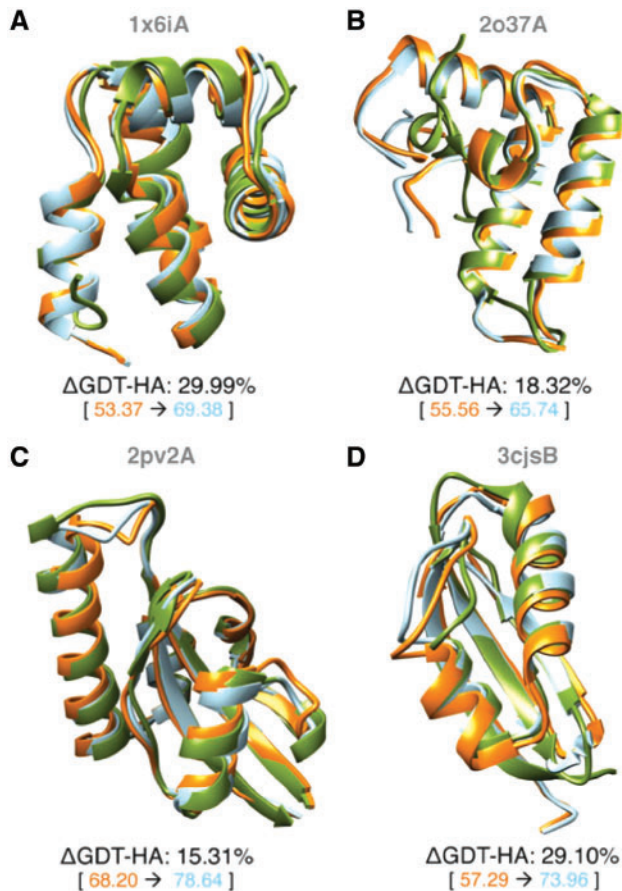 A 1x6iA
B 2o37A
ΔGDT-HA: 29.99%
[ 53.37 → 69.38 ]
ΔGDT-HA: 18.32%
[ 55.56 → 65.74 ]
C 2pv2A
D 3cjsB
ΔGDT-HA: 15.31%
[ 68.20 → 78.64 ]
ΔGDT-HA: 29.10%
[ 57.29 → 73.96 ]